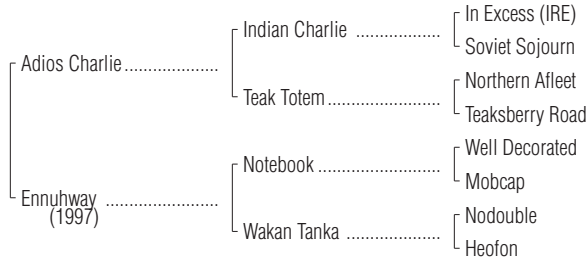 In Excess (IRE)
Indian Charlie ..................
Soviet Sojourn
Adios Charlie .....................
Northern Afleet
Teak Totem ........................
Teaksberry Road
Well Decorated
Notebook ...........................
Mobcap
Ennuhway .........................
(1997)
Nodouble
Wakan Tanka ....................
Heofon